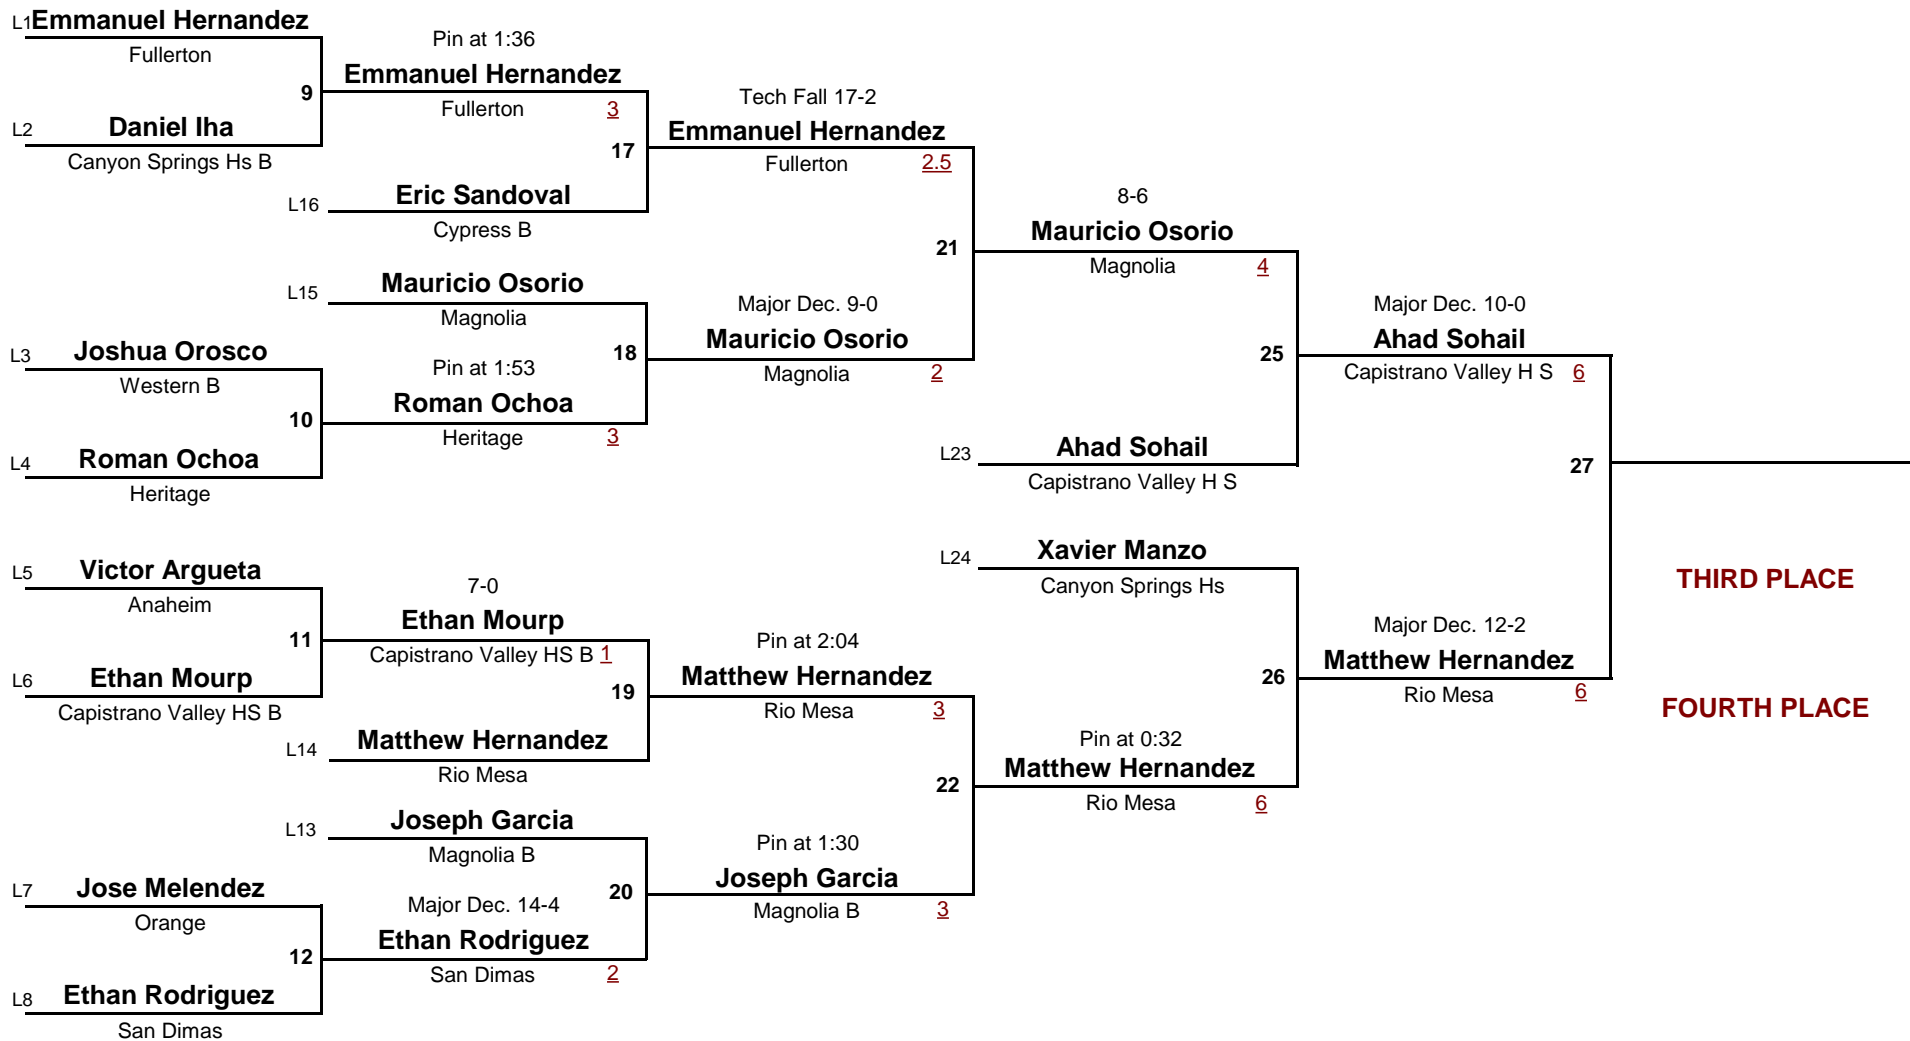 L1 Emmanuel Hernandez
Fullerton
9
L2 Daniel Iha
Canyon Springs Hs B
L3 Joshua Orosco
Western B
10
L4 Roman Ochoa
Heritage
L5 Victor Argueta
Anaheim
11
L6 Ethan Mourp
Capistrano Valley HS B
L7 Jose Melendez
Orange
12
L8 Ethan Rodriguez
San Dimas
Pin at 1:36
Emmanuel Hernandez
Fullerton 3
17
L16 Eric Sandoval
Cypress B
L15 Mauricio Osorio
Magnolia
18
Pin at 1:53
Roman Ochoa
Heritage 3
7-0
Ethan Mourp
Capistrano Valley HS B 1
19
L14 Matthew Hernandez
Rio Mesa
L13 Joseph Garcia
Magnolia B
20
Major Dec. 14-4
Ethan Rodriguez
San Dimas 2
Tech Fall 17-2
Emmanuel Hernandez
Fullerton 2.5
21
Major Dec. 9-0
Mauricio Osorio
Magnolia 2
Pin at 2:04
Matthew Hernandez
Rio Mesa 3
22
Pin at 1:30
Joseph Garcia
Magnolia B 3
8-6
Mauricio Osorio
Magnolia 4
25
L23 Ahad Sohail
Capistrano Valley H S
L24 Xavier Manzo
Canyon Springs Hs
26
Pin at 0:32
Matthew Hernandez
Rio Mesa 6
Major Dec. 10-0
Ahad Sohail
Capistrano Valley H S 6
27
Major Dec. 12-2
Matthew Hernandez
Rio Mesa 6
THIRD PLACE
FOURTH PLACE